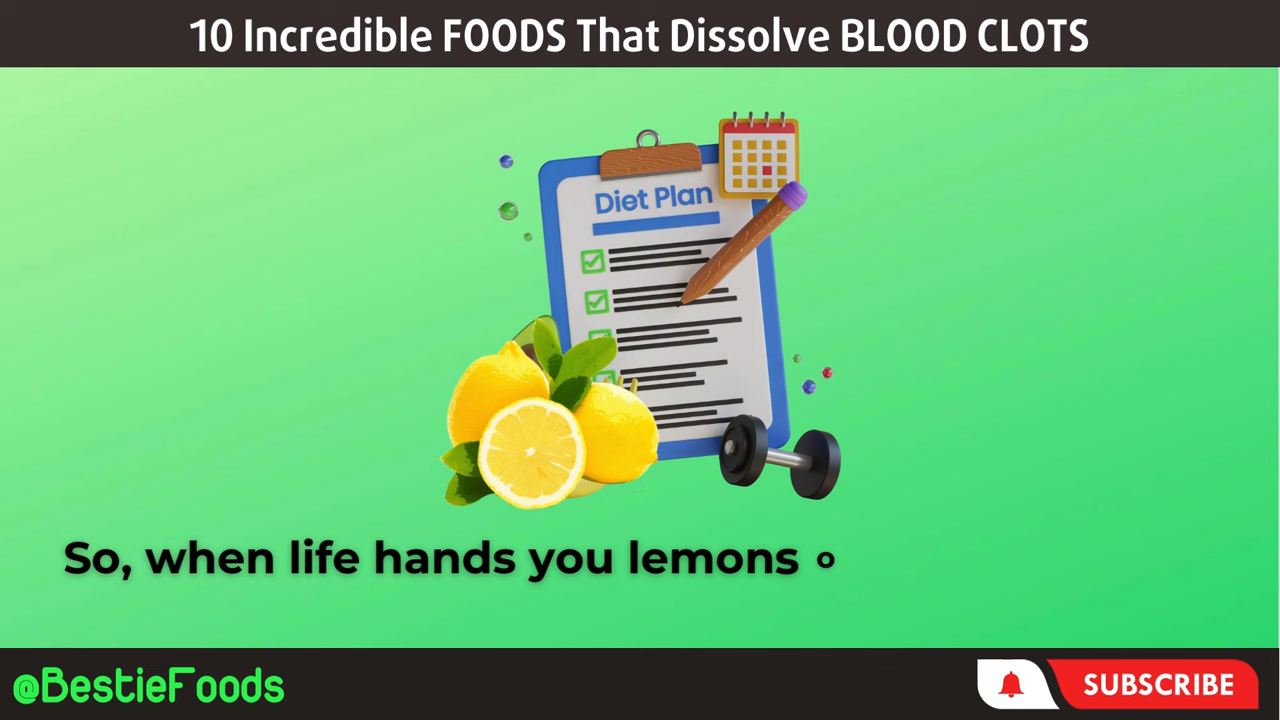 10 Incredible FOODS That Dissolve BLOOD CLOTS
Diet Plan
So, when life hands you lemons o
@BestieFoods
SUBSCRIBE